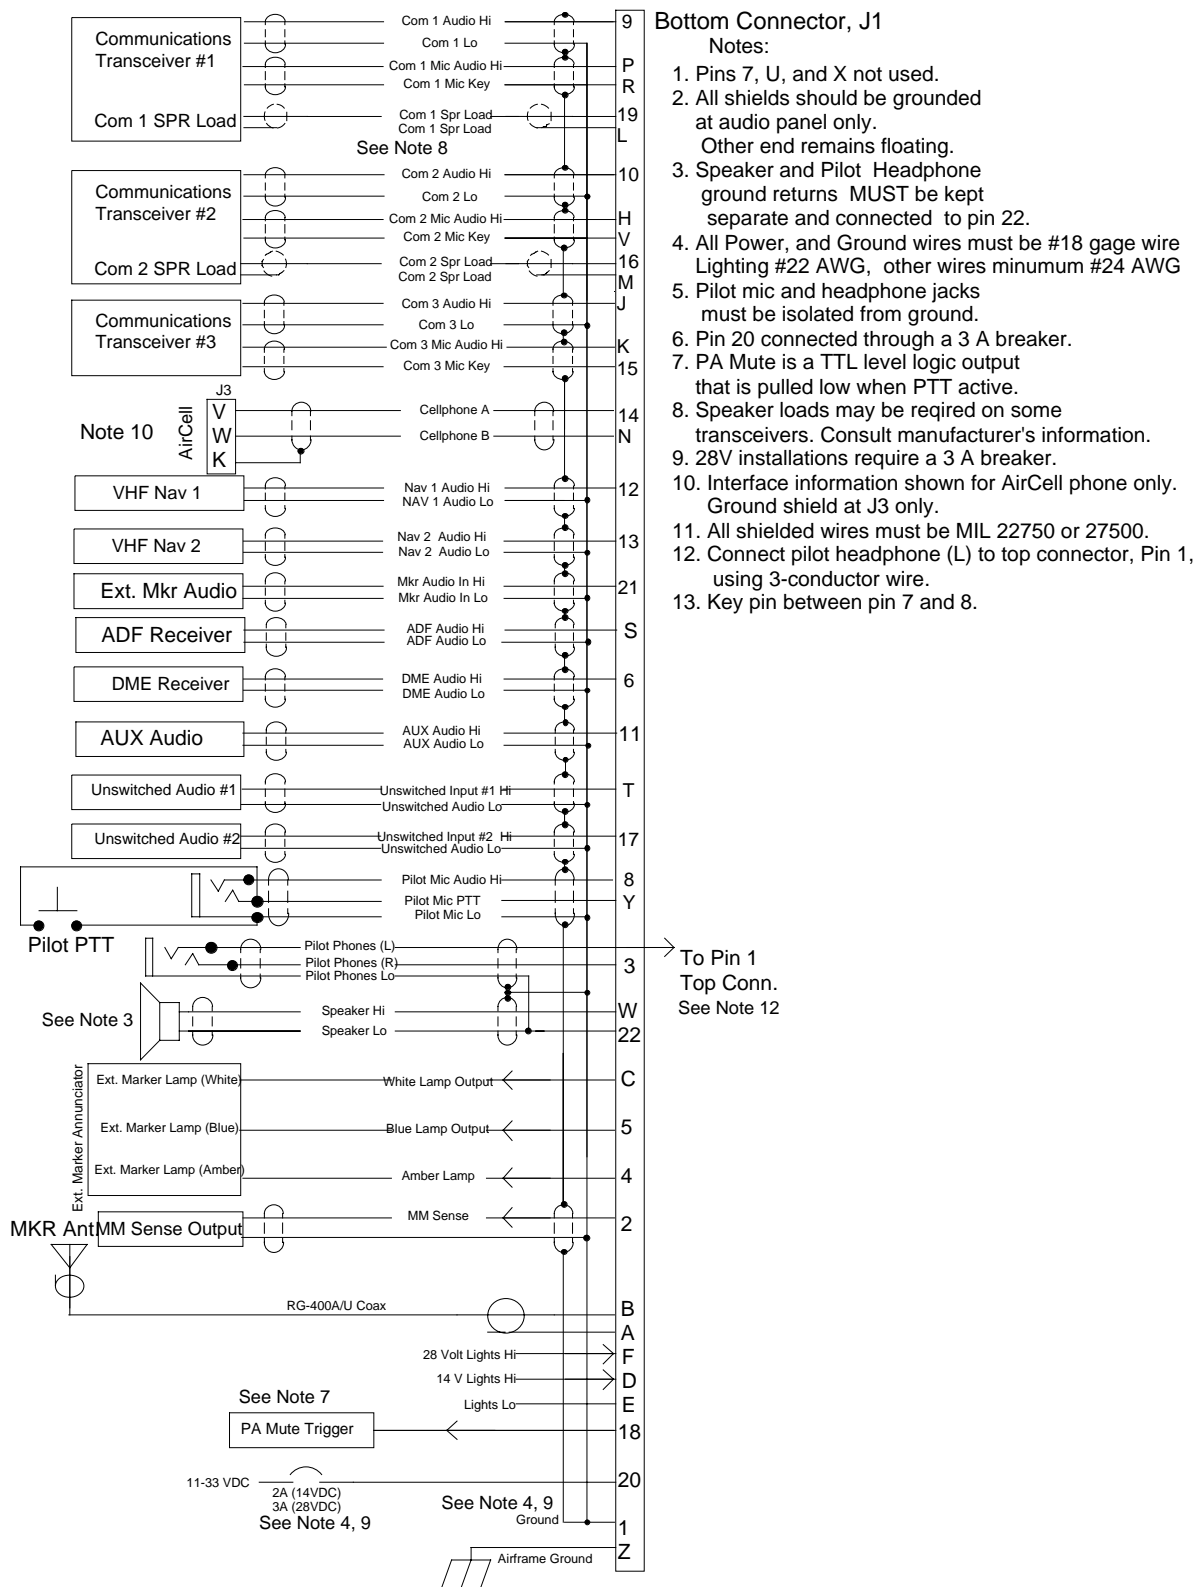 Bottom Connector, J1
Notes:
1. Pins 7, U, and X not used.
2. All shields should be grounded
at audio panel only.
Other end remains floating.
3. Speaker and Pilot Headphone
ground returns MUST be kept
separate and connected to pin 22.
4. All Power, and Ground wires must be #18 gage wire
Lighting #22 AWG, other wires minumum #24 AWG
5. Pilot mic and headphone jacks
must be isolated from ground.
6. Pin 20 connected through a 3 A breaker.
7. PA Mute is a TTL level logic output
that is pulled low when PTT active.
8. Speaker loads may be reqired on some
transceivers. Consult manufacturer's information.
9. 28V installations require a 3 A breaker.
10. Interface information shown for AirCell phone only.
Ground shield at J3 only.
11. All shielded wires must be MIL 22750 or 27500.
12. Connect pilot headphone (L) to top connector, Pin 1,
using 3-conductor wire.
13. Key pin between pin 7 and 8.
Communications
Transceiver #1
Com 1 SPR Load
Com 1 Audio Hi 9
Com 1 Lo
Com 1 Mic Audio Hi P
Com 1 Mic Key R
Com 1 Spr Load 19
Com 1 Spr Load L
See Note 8
Communications
Transceiver #2
Com 2 SPR Load
Com 2 Audio Hi 10
Com 2 Lo
Com 2 Mic Audio Hi H
Com 2 Mic Key V
Com 2 Spr Load 16
Com 2 Spr Load M
Communications
Transceiver #3
Com 3 Audio Hi J
Com 3 Lo
Com 3 Mic Audio Hi K
Com 3 Mic Key 15
Note 10
AirCell
J3
V Cellphone A 14
W Cellphone B N
K
VHF Nav 1
Nav 1 Audio Hi 12
NAV 1 Audio Lo
VHF Nav 2
Nav 2 Audio Hi 13
Nav 2 Audio Lo
Ext. Mkr Audio
Mkr Audio In Hi 21
Mkr Audio In Lo
ADF Receiver
ADF Audio Hi S
ADF Audio Lo
DME Receiver
DME Audio Hi 6
DME Audio Lo
AUX Audio
AUX Audio Hi 11
AUX Audio Lo
Unswitched Audio #1
Unswitched Input #1 Hi T
Unswitched Audio Lo
Unswitched Audio #2
Unswitched Input #2 Hi 17
Unswitched Audio Lo
Pilot PTT
Pilot Mic Audio Hi 8
Pilot Mic PTT Y
Pilot Mic Lo
Pilot Phones (L)
To Pin 1
Top Conn.
See Note 12
Pilot Phones (R) 3
Pilot Phones Lo
See Note 3
Speaker Hi W
Speaker Lo 22
Ext. Marker Annunciator
Ext. Marker Lamp (White) White Lamp Output C
Ext. Marker Lamp (Blue) Blue Lamp Output 5
Ext. Marker Lamp (Amber) Amber Lamp 4
MKR Ant.
MM Sense Output
MM Sense 2
RG-400A/U Coax B
A
28 Volt Lights Hi F
14 V Lights Hi D
Lights Lo E
See Note 7
PA Mute Trigger 18
11-33 VDC 20
2A (14VDC)
3A (28VDC)
See Note 4, 9
See Note 4, 9
Ground 1
Airframe Ground Z